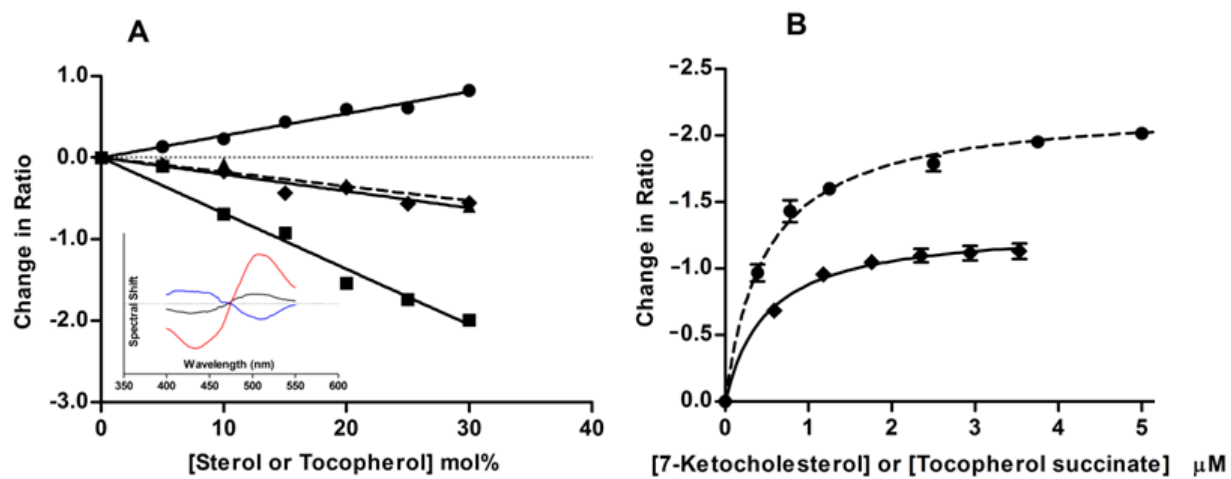 A
Change in Ratio
1.0
0.0
-1.0
-2.0
-3.0
Spectral Shift
Wavelength (nm)
350 400 450 500 550 600
0 10 20 30 40
[Sterol or Tocopherol] mol%
B
Change in Ratio
-2.5
-2.0
-1.5
-1.0
-0.5
0.0
0 1 2 3 4 5
[7-Ketocholesterol] or [Tocopherol succinate] μM